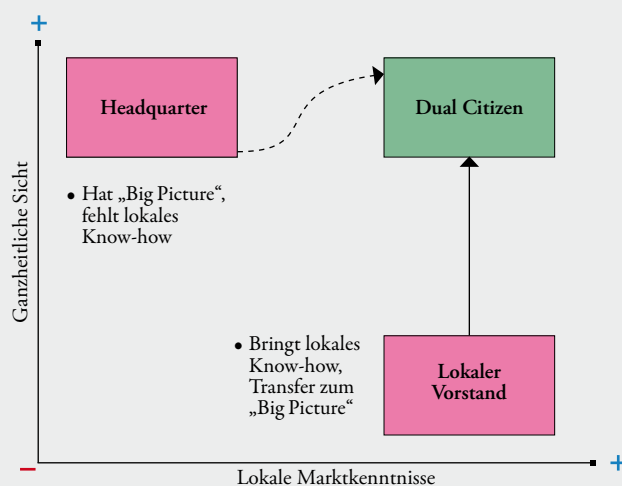 +
Headquarter
Dual Citizen
Ganzheitliche Sicht
• Hat „Big Picture“,
fehlt lokales
Know-how
• Bringt lokales
Know-how,
Transfer zum
„Big Picture“
Lokaler
Vorstand
−
Lokale Marktkenntnisse
+